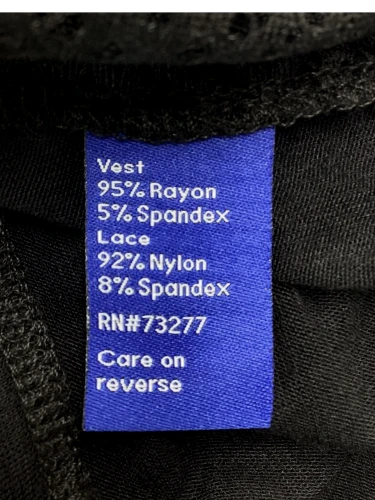 Vest
95% Rayon
5% Spandex
Lace
92% Nylon
8% Spandex
RN#73277
Care on
reverse